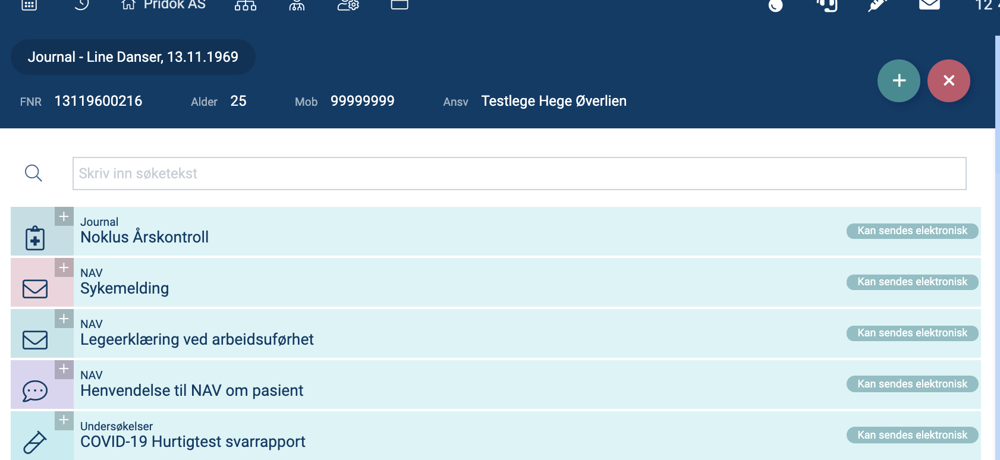 Pridok AS
12
Journal - Line Danser, 13.11.1969
FNR 13119600216 Alder 25 Mob 99999999 Ansv Testlege Hege Øverlien
Skriv inn søketekst
Journal
Noklus Årskontroll
Kan sendes elektronisk
NAV
Sykemelding
Kan sendes elektronisk
NAV
Legeerklæring ved arbeidsuførhet
Kan sendes elektronisk
NAV
Henvendelse til NAV om pasient
Kan sendes elektronisk
Undersøkelser
COVID-19 Hurtigtest svarrapport
Kan sendes elektronisk